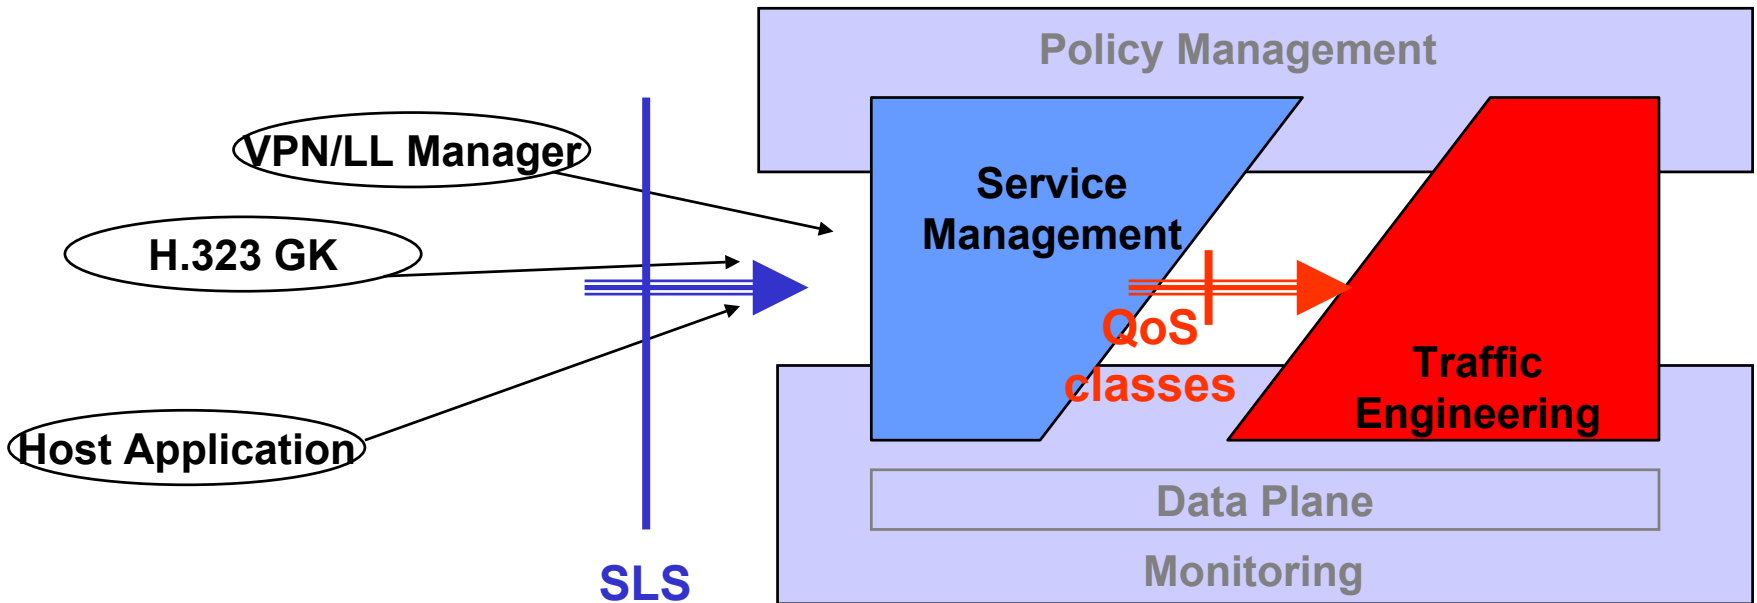 Policy Management
VPN/LL Manager
Service
Management
H.323 GK
QoS
classes
Traffic
Engineering
Host Application
Data Plane
Monitoring
SLS